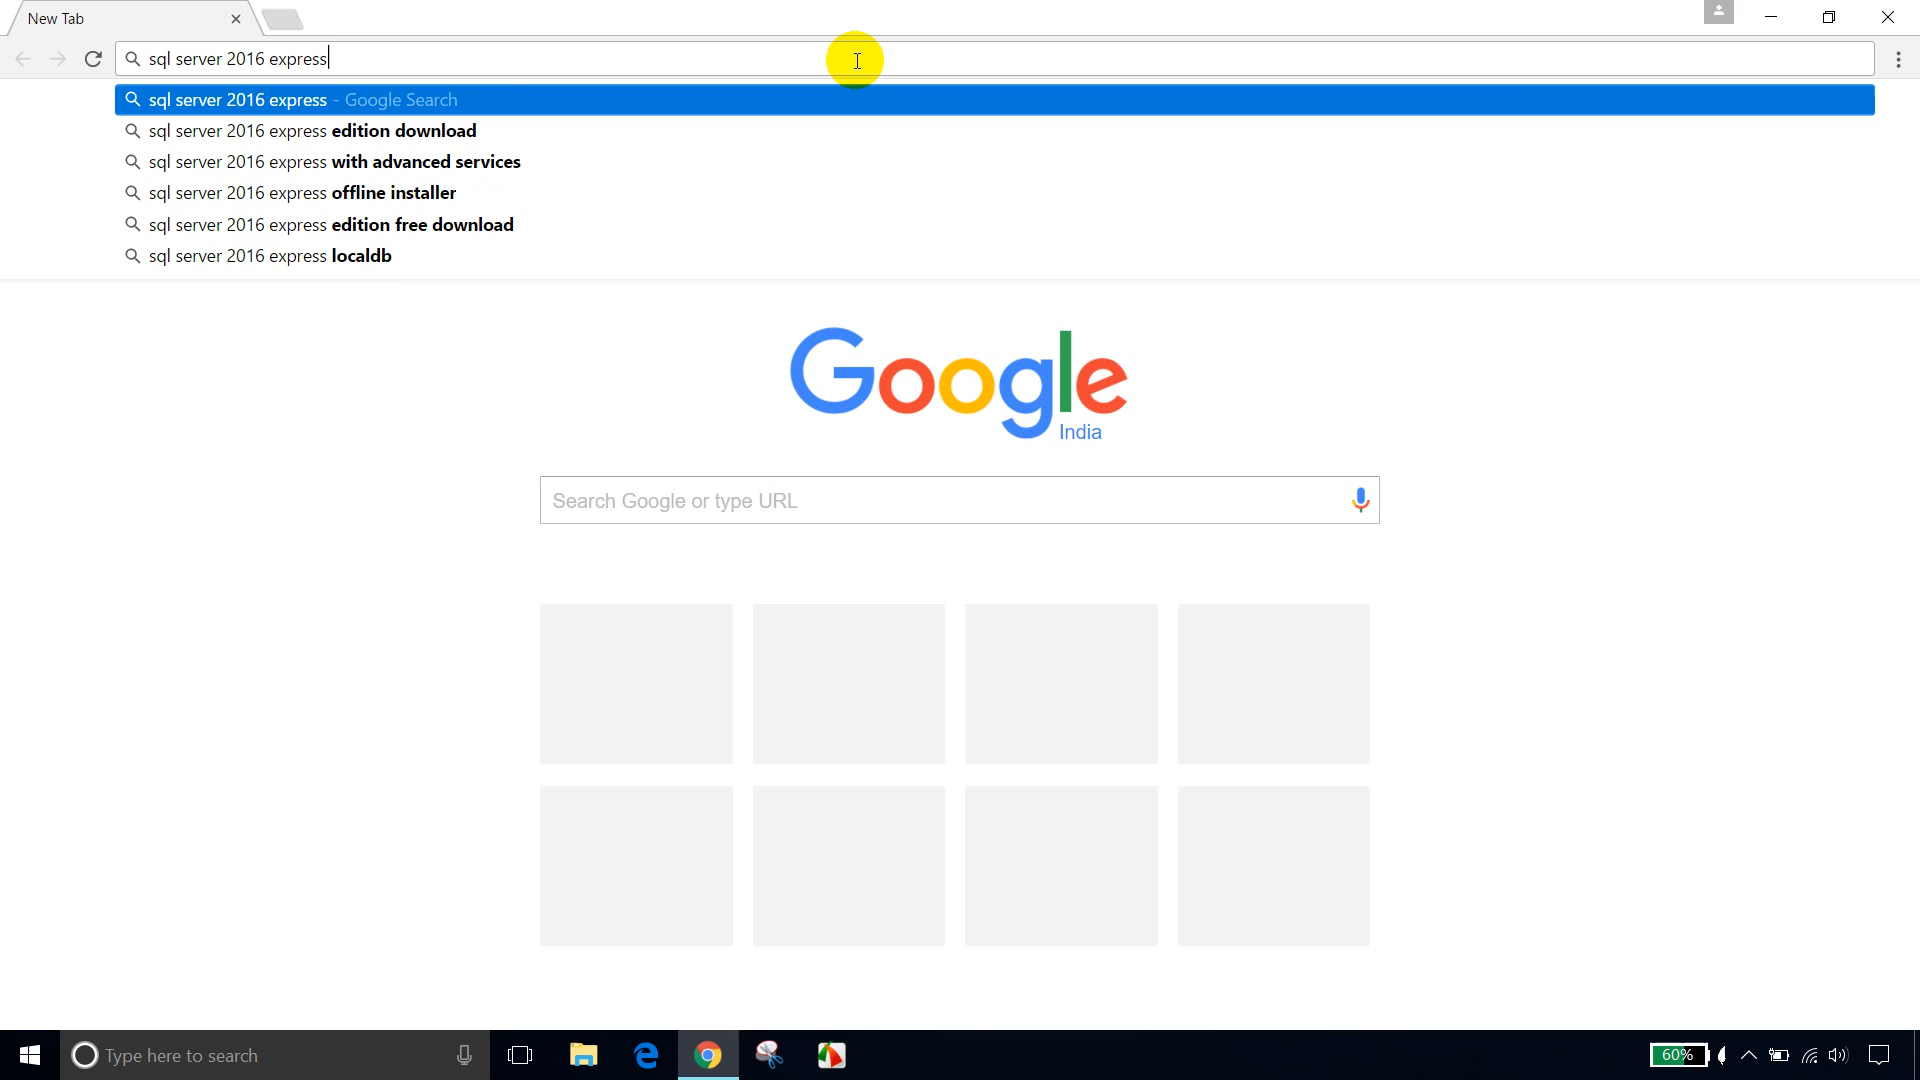 New Tab
sql server 2016 express
sql server 2016 express - Google Search
sql server 2016 express edition download
sql server 2016 express with advanced services
sql server 2016 express offline installer
sql server 2016 express edition free download
sql server 2016 express localdb
Google
India
Search Google or type URL
Type here to search
60%